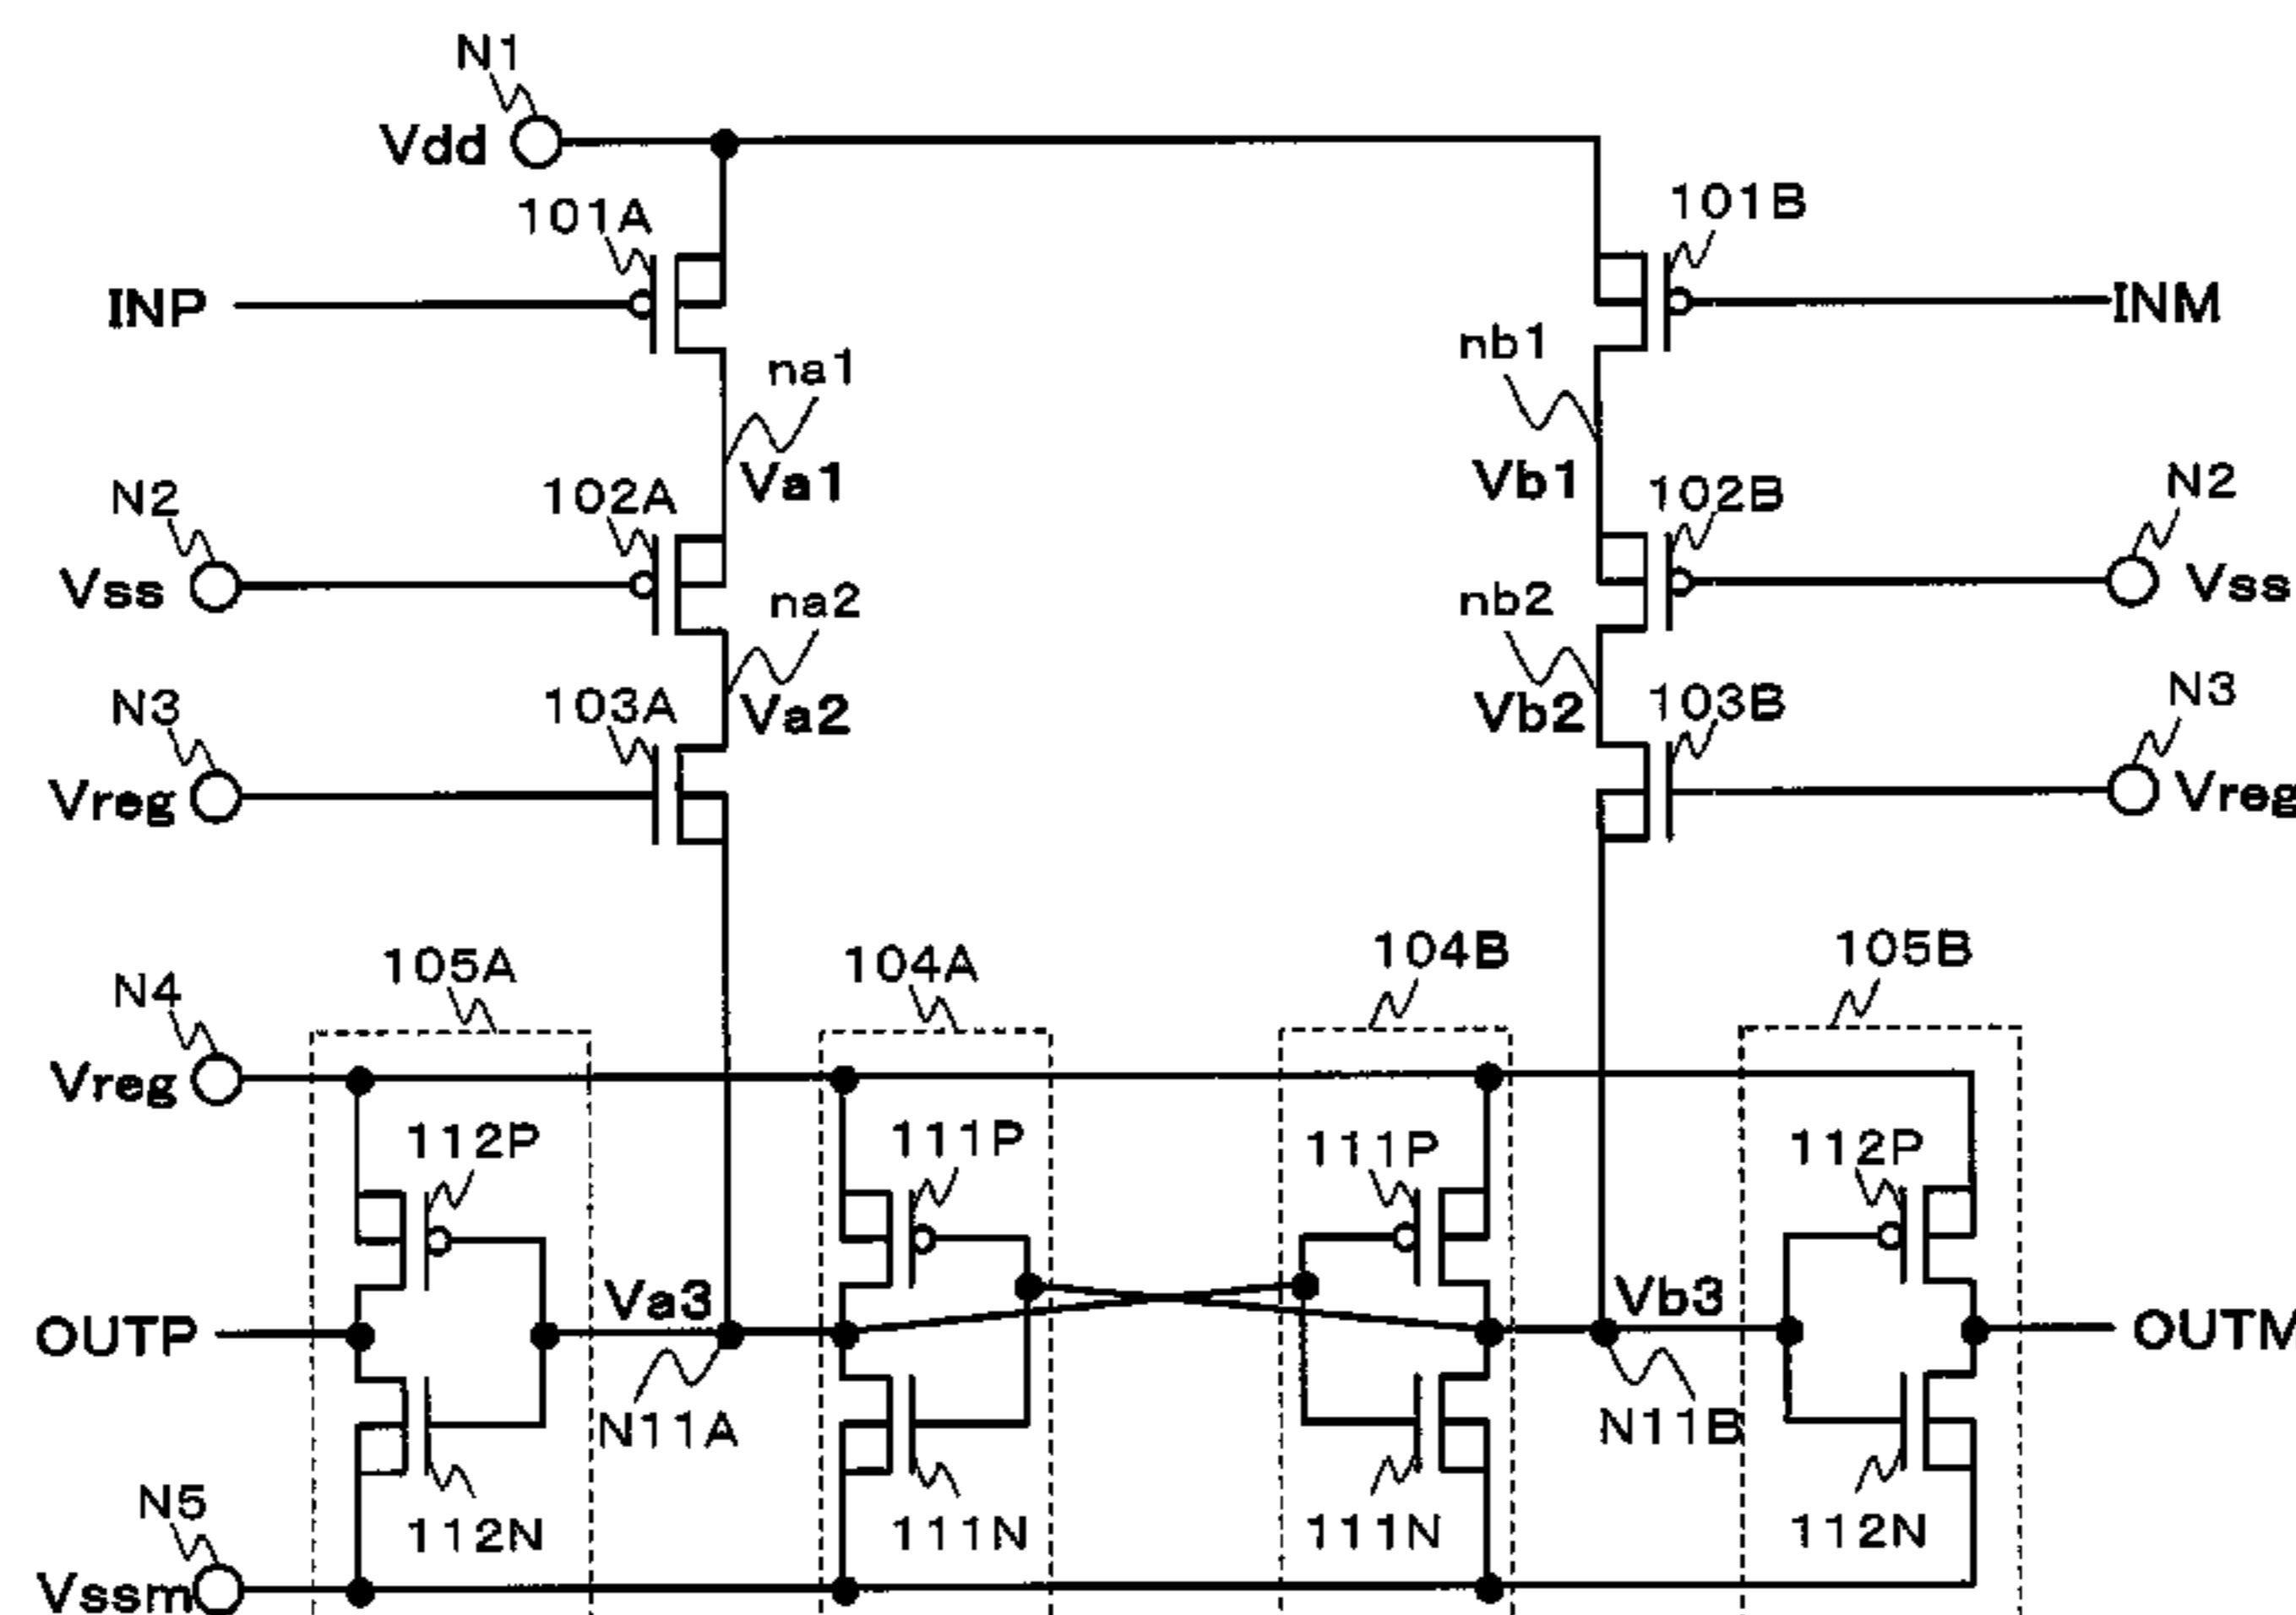 N1
Vdd
101A
101B
INP
INM
na1
nb1
Va1
Vb1
N2
102A
102B
N2
Vss
Vss
na2
nb2
N3
103A
Va2
Vb2
103B
N3
Vreg
Vreg
105A
104A
104B
105B
N4
Vreg
112P
111P
111P
112P
Va3
Vb3
OUTP
OUTM
N11A
N11B
N5
112N
111N
111N
112N
Vssm